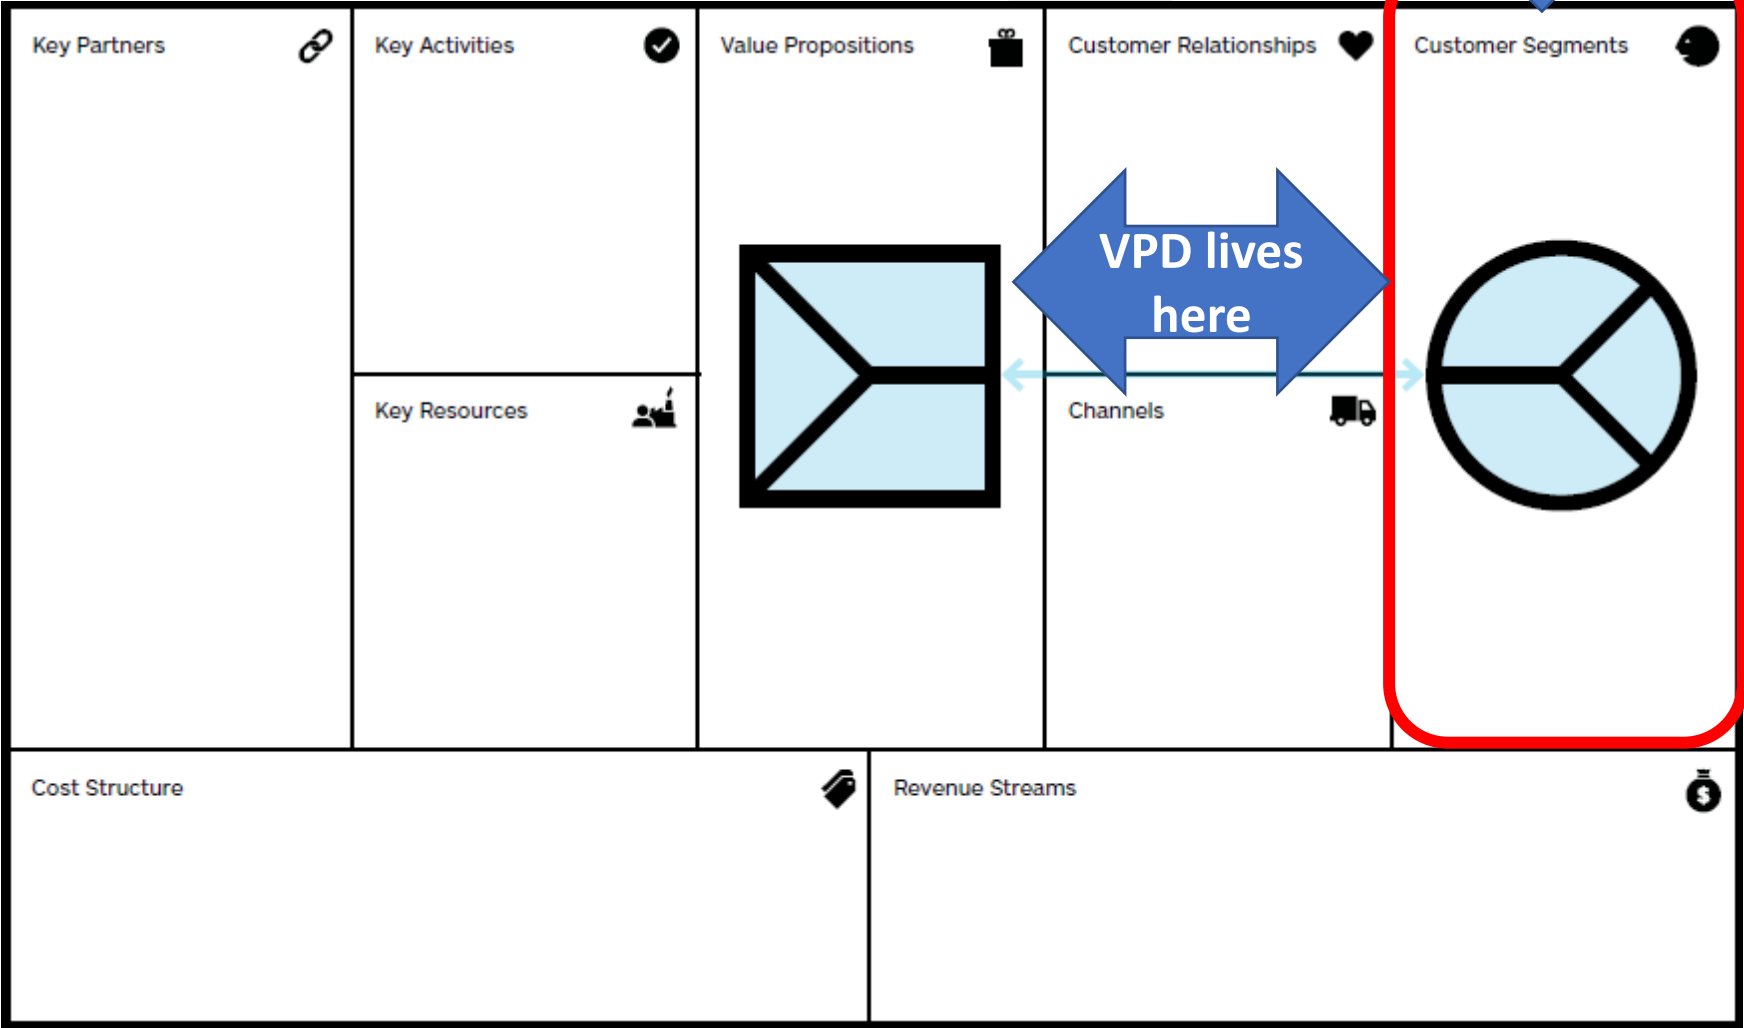 Key Partners
Key Activities
Value Propositions
Customer Relationships
Customer Segments
VPD lives
here
Key Resources
Channels
Cost Structure
Revenue Streams
$